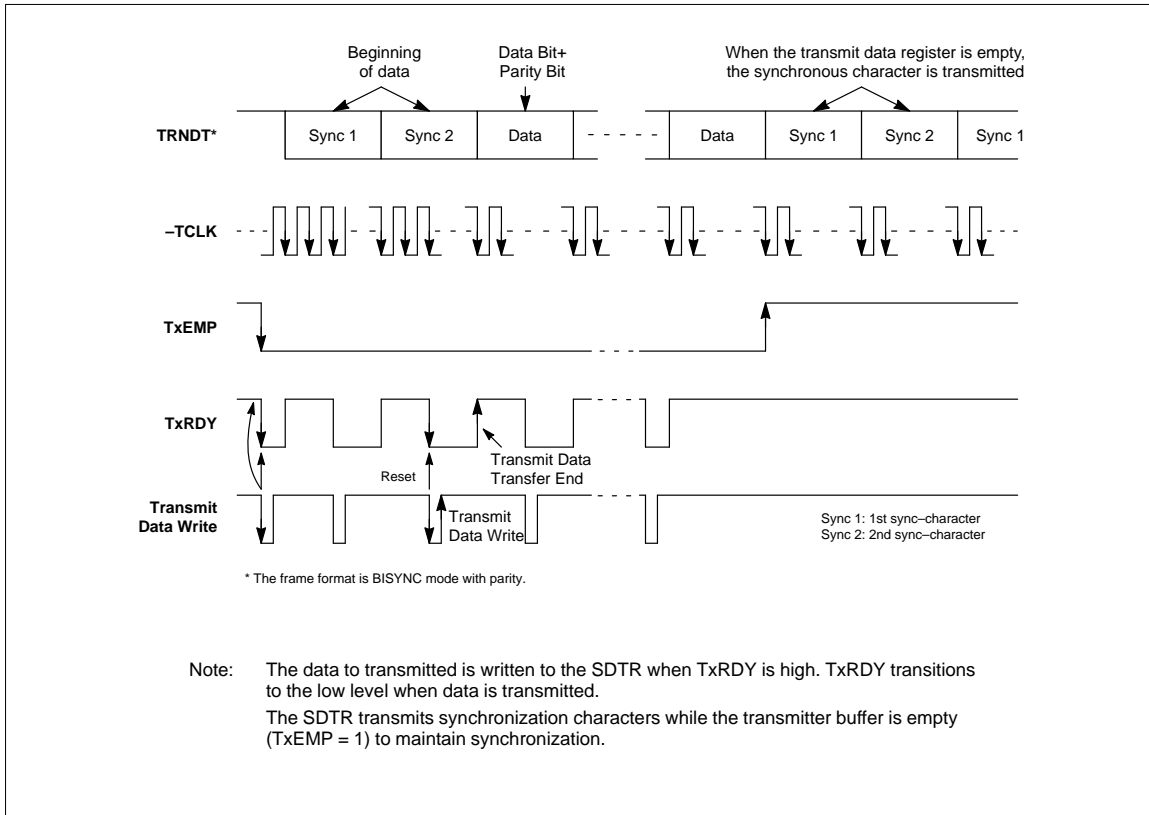 Beginning
of data
Data Bit+
Parity Bit
When the transmit data register is empty,
the synchronous character is transmitted
TRNDT*
Sync 1
Sync 2
Data
Data
Sync 1
Sync 2
Sync 1
–TCLK
TxEMP
TxRDY
Reset
Transmit Data
Transfer End
Transmit
Data Write
Transmit
Data Write
Sync 1: 1st sync–character
Sync 2: 2nd sync–character
* The frame format is BISYNC mode with parity.
Note: The data to transmitted is written to the SDTR when TxRDY is high. TxRDY transitions
to the low level when data is transmitted.
The SDTR transmits synchronization characters while the transmitter buffer is empty
(TxEMP = 1) to maintain synchronization.